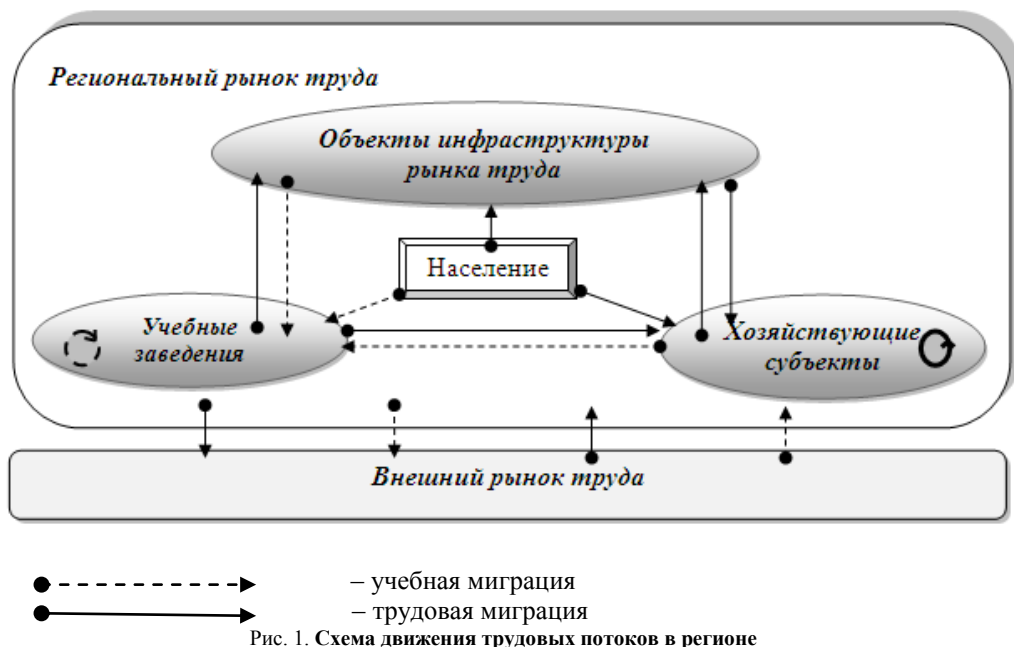 Региональный рынок труда
Объекты инфраструктуры
рынка труда
Население
Учебные
заведения
Хозяйствующие
субъекты
Внешний рынок труда
– учебная миграция
– трудовая миграция
Рис. 1. Схема движения трудовых потоков в регионе